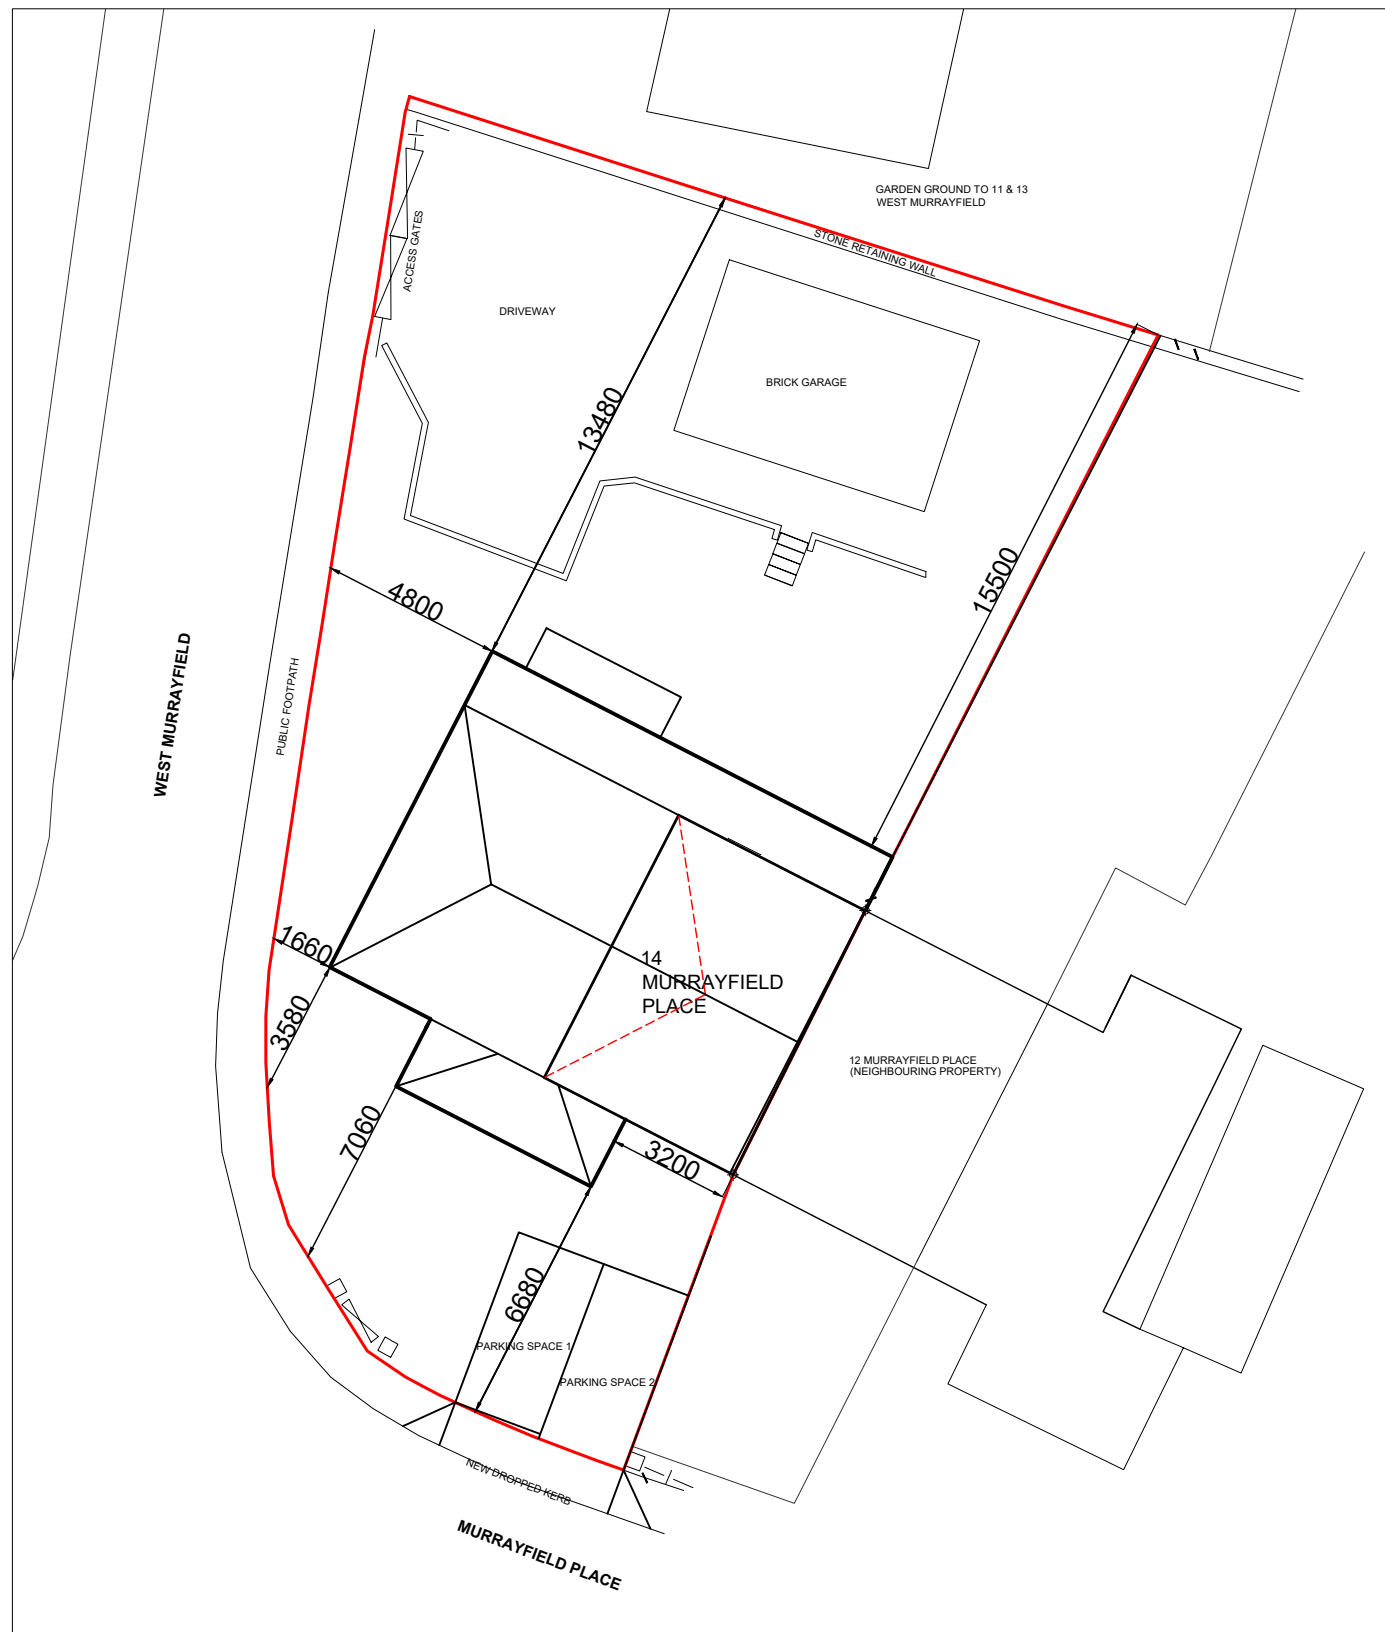 GARDEN GROUND TO 11 & 13
WEST MURRAYFIELD
STONE RETAINING WALL
ACCESS GATES
DRIVEWAY
BRICK GARAGE
13480
15500
4800
WEST MURRAYFIELD
PUBLIC FOOTPATH
1660
3580
14
MURRAYFIELD
PLACE
12 MURRAYFIELD PLACE
(NEIGHBOURING PROPERTY)
7060
3200
6680
PARKING SPACE 1
PARKING SPACE 2
NEW DROPPED KERB
MURRAYFIELD PLACE